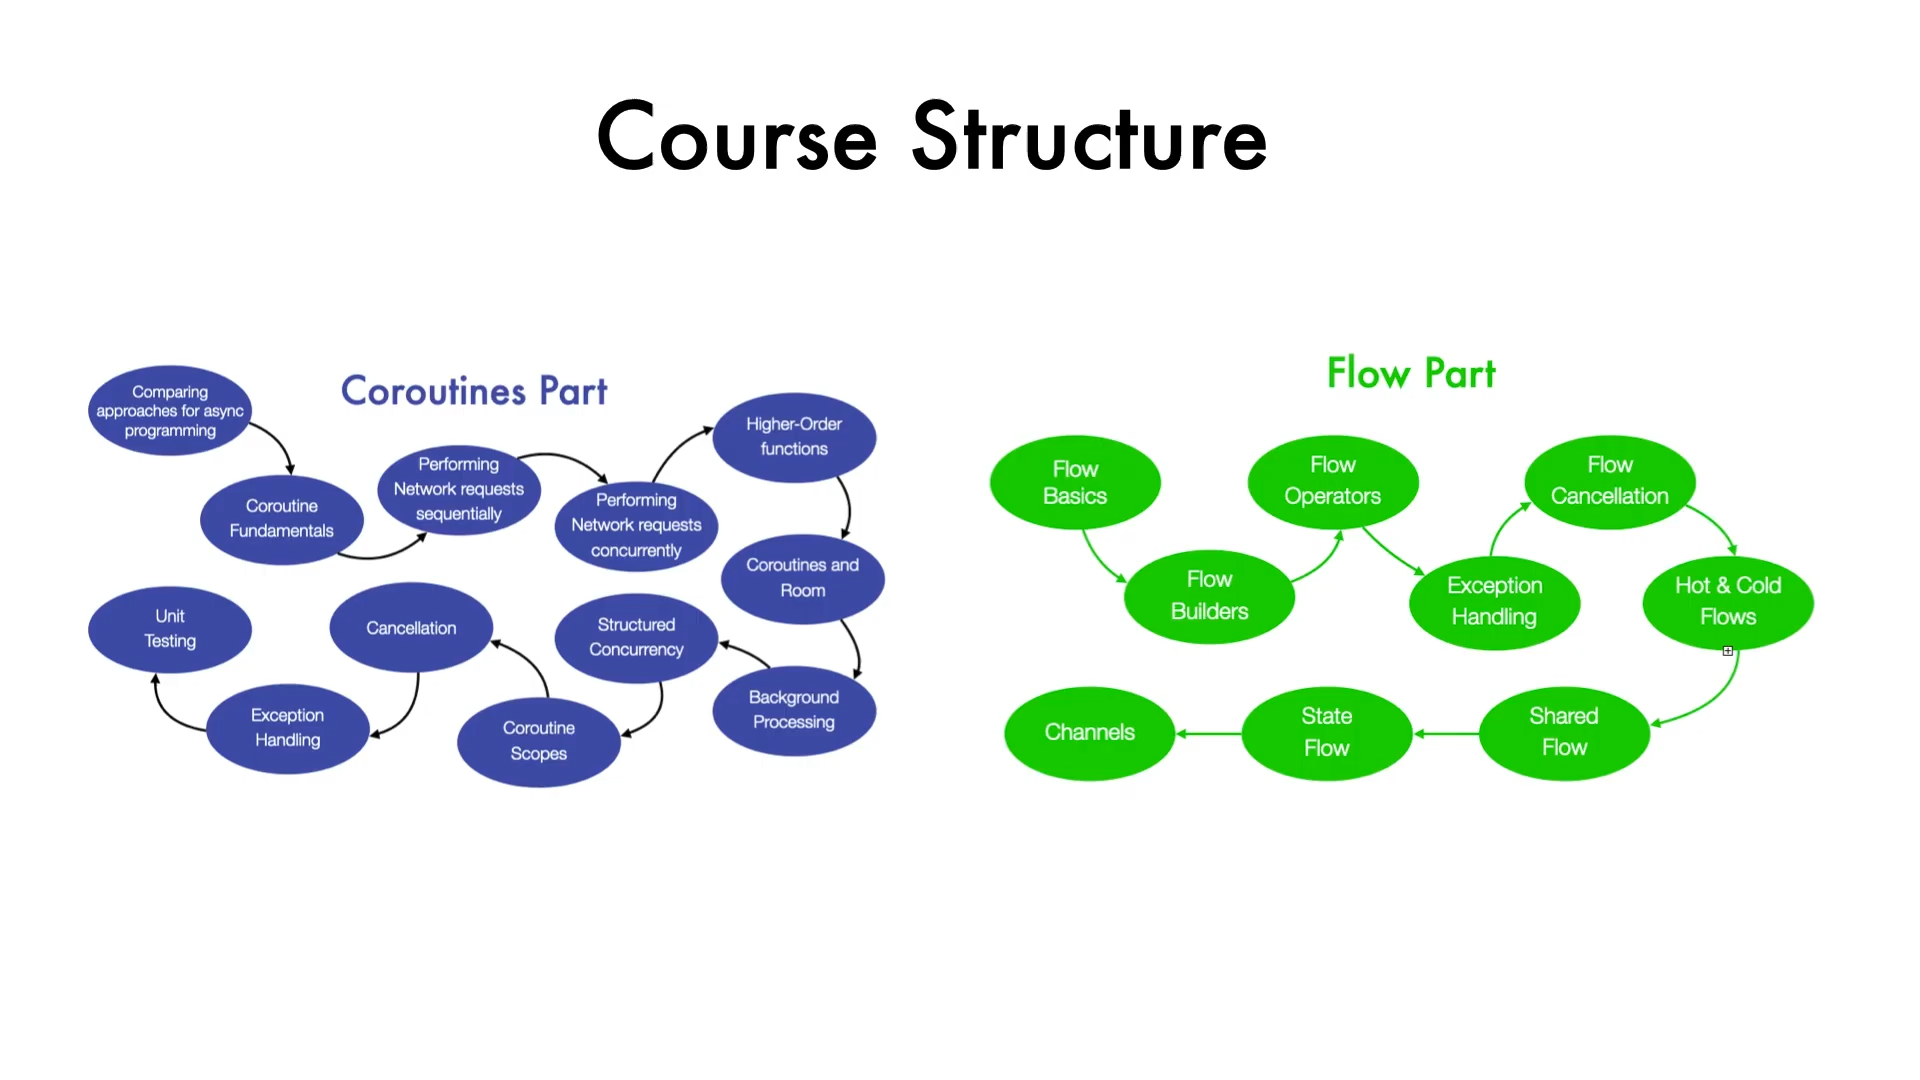 Course Structure
Coroutines Part
Comparing
approaches for async
programming
Coroutine
Fundamentals
Performing
Network requests
sequentially
Performing
Network requests
concurrently
Higher-Order
functions
Coroutines and
Room
Background
Processing
Structured
Concurrency
Coroutine
Scopes
Cancellation
Exception
Handling
Unit
Testing
Flow Part
Flow
Basics
Flow
Builders
Flow
Operators
Exception
Handling
Flow
Cancellation
Hot & Cold
Flows
Shared
Flow
State
Flow
Channels